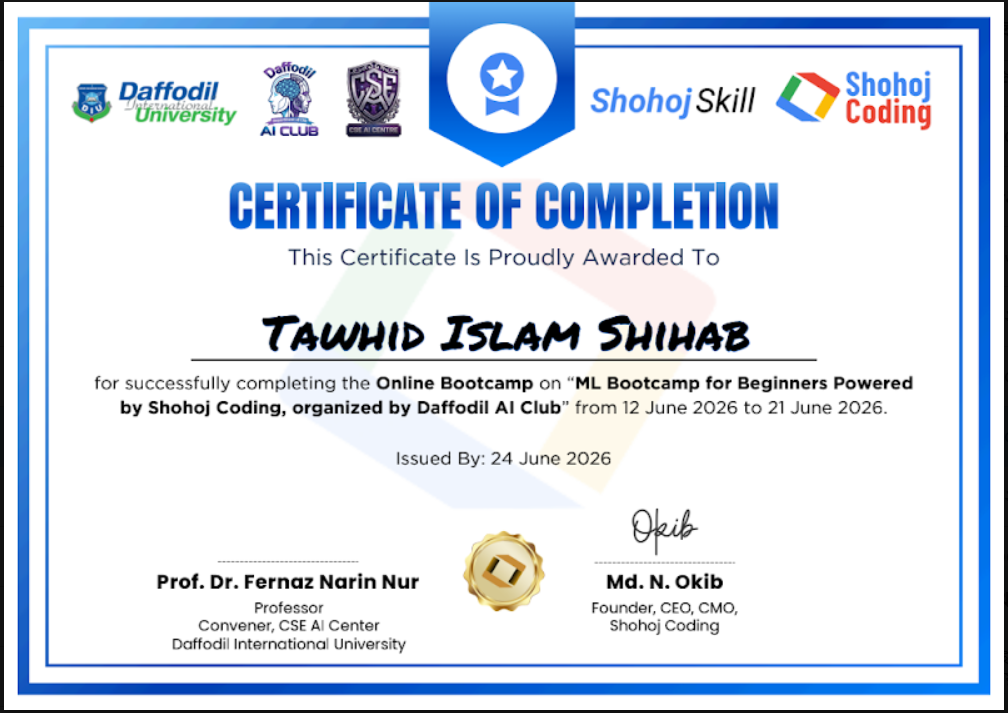 Daffodil
International
University
Daffodil
AI CLUB
CSE
CSE AI CENTRE
Shohoj Skill
Shohoj
Coding
CERTIFICATE OF COMPLETION
This Certificate Is Proudly Awarded To
TAWHID ISLAM SHIHAB
for successfully completing the Online Bootcamp on “ML Bootcamp for Beginners Powered
by Shohoj Coding, organized by Daffodil AI Club” from 12 June 2026 to 21 June 2026.
Issued By: 24 June 2026
Okib
Prof. Dr. Fernaz Narin Nur
Professor
Convener, CSE AI Center
Daffodil International University
Md. N. Okib
Founder, CEO, CMO,
Shohoj Coding